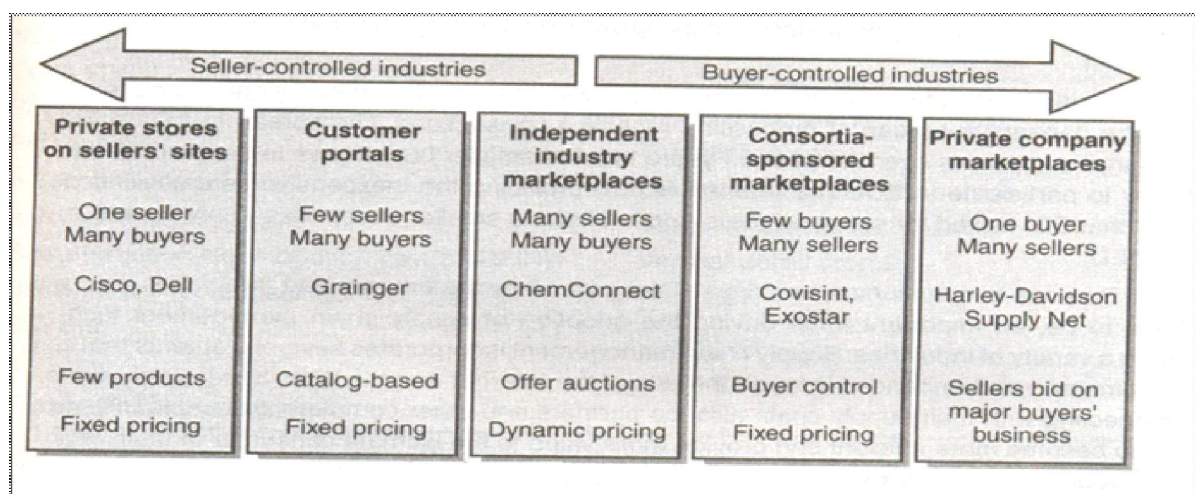 Seller-controlled industries
Buyer-controlled industries
Private stores
on sellers' sites
One seller
Many buyers
Cisco, Dell
Few products
Fixed pricing
Customer
portals
Few sellers
Many buyers
Grainger
Catalog-based
Fixed pricing
Independent
industry
marketplaces
Many sellers
Many buyers
ChemConnect
Offer auctions
Dynamic pricing
Consortia-
sponsored
marketplaces
Few buyers
Many sellers
Covisint,
Exostar
Buyer control
Fixed pricing
Private company
marketplaces
One buyer
Many sellers
Harley-Davidson
Supply Net
Sellers bid on
major buyers'
business